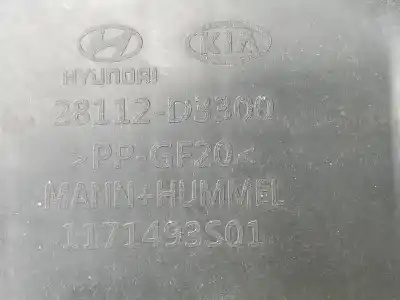 HYUNDAI KIA
28112-D3300
>PP-GF20<
MANN+HUMMEL
1171493S01